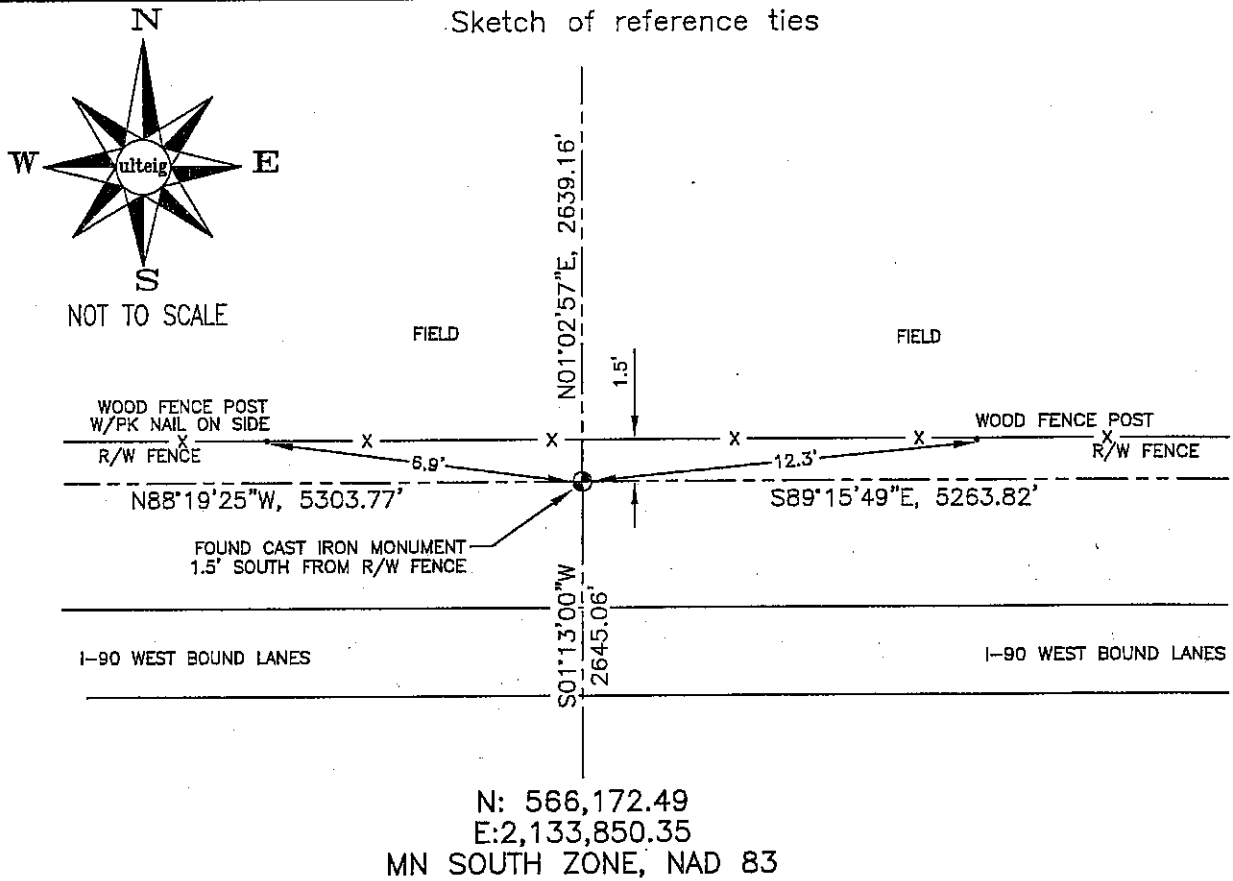 Sketch of reference ties
N
W
ulteig
E
S
NOT TO SCALE
N01°02'57"E, 2639.16'
FIELD
FIELD
1.5'
WOOD FENCE POST
W/PK NAIL ON SIDE
WOOD FENCE POST
X X X X X X
R/W FENCE
R/W FENCE
6.9'
12.3'
N88°19'25"W, 5303.77'
S89°15'49"E, 5263.82'
FOUND CAST IRON MONUMENT
1.5' SOUTH FROM R/W FENCE
S01°13'00"W
2645.06'
I-90 WEST BOUND LANES
I-90 WEST BOUND LANES
N: 566,172.49
E:2,133,850.35
MN SOUTH ZONE, NAD 83